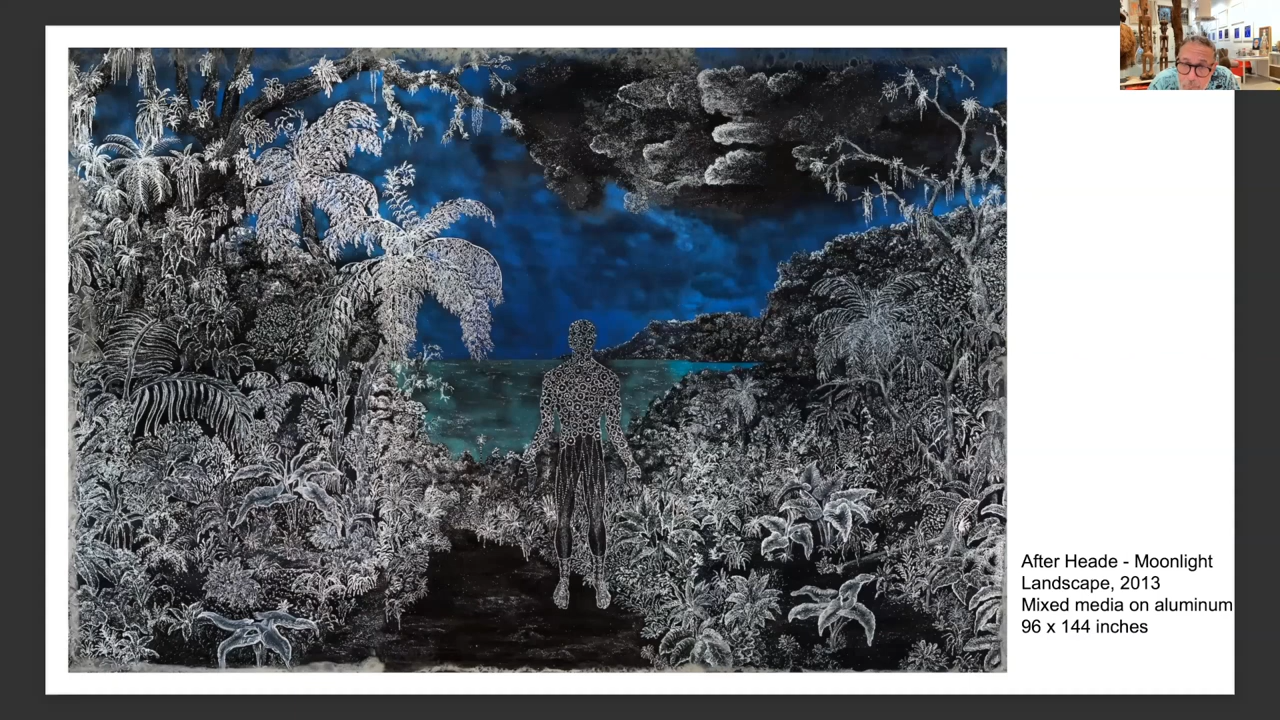 After Heade - Moonlight
Landscape, 2013
Mixed media on aluminum
96 x 144 inches